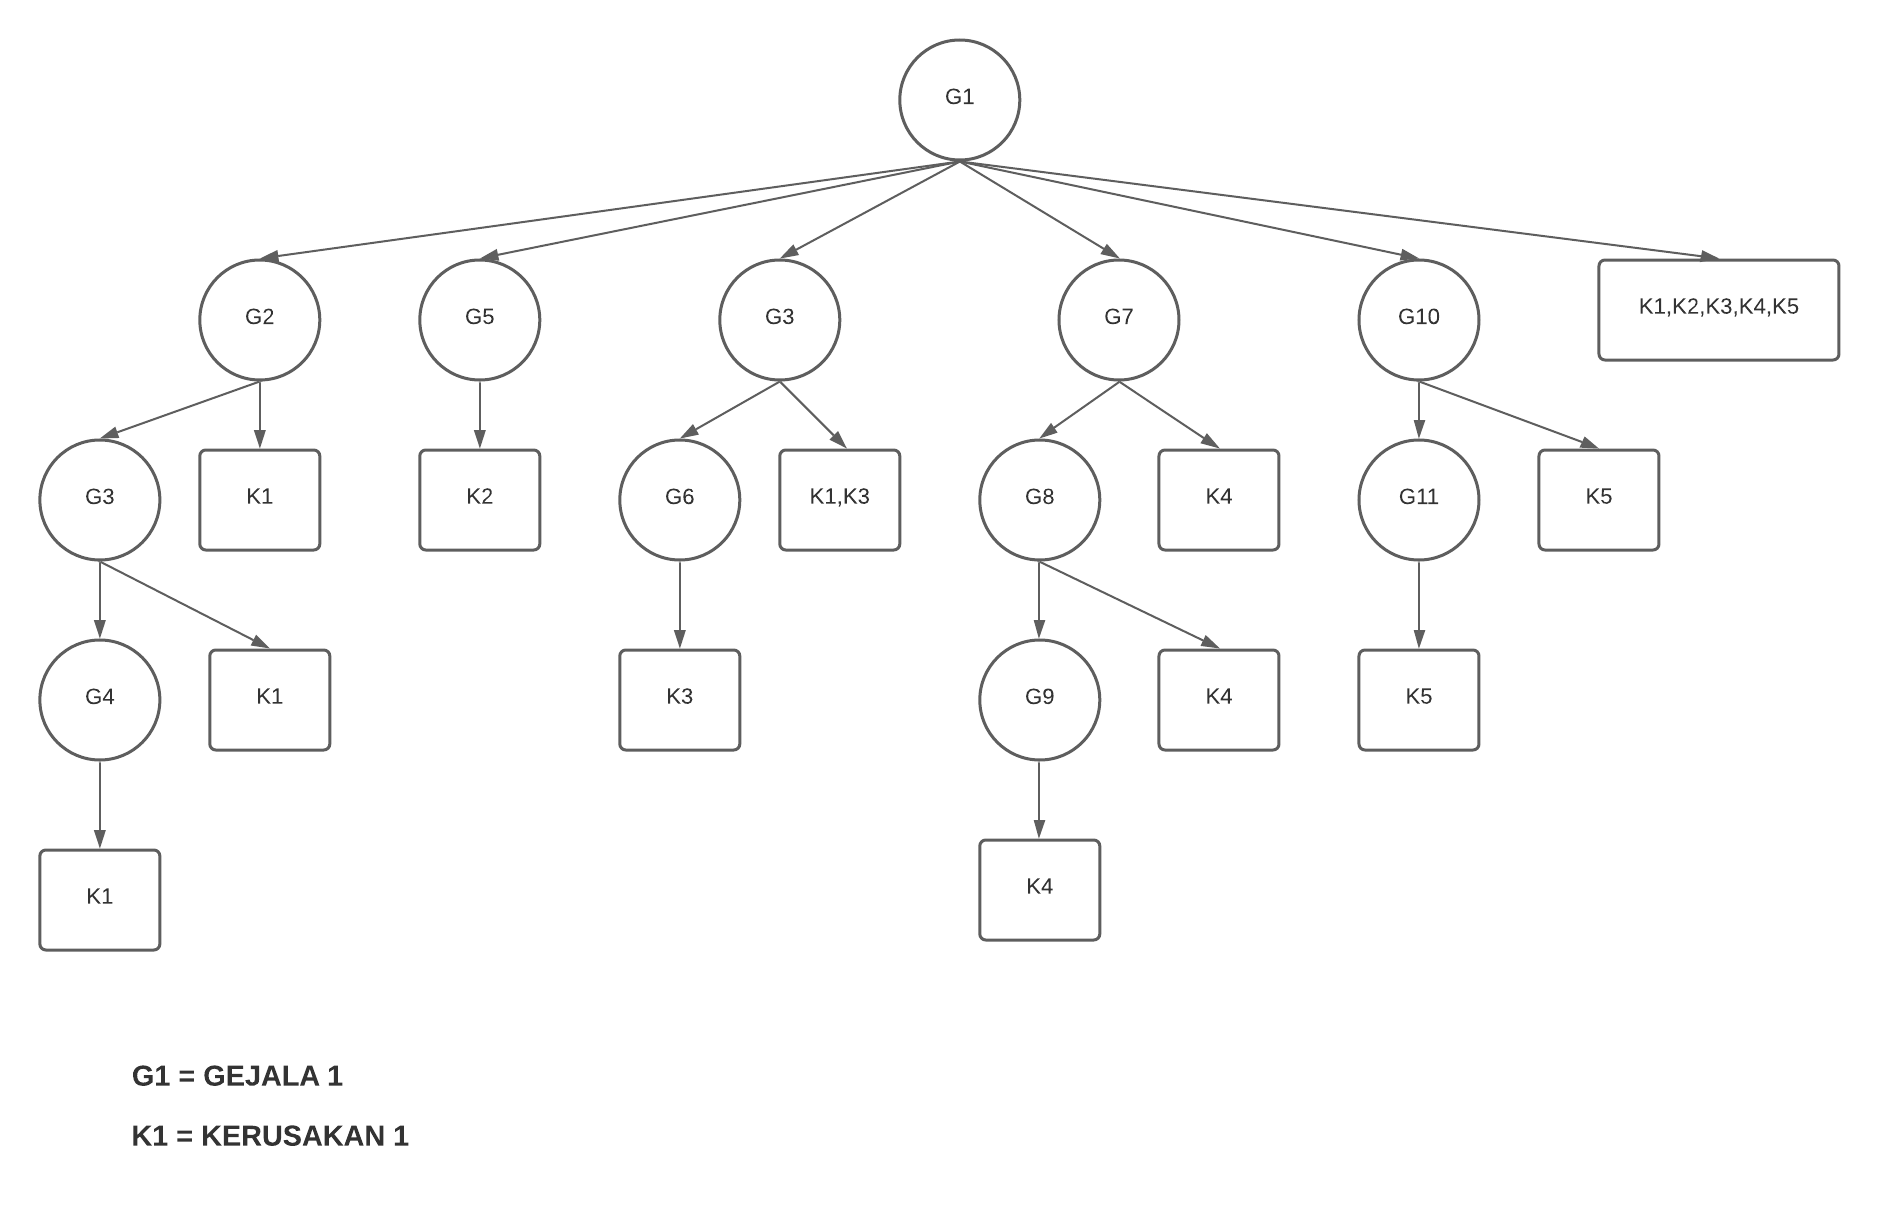 G1
G2
G5
G3
G7
G10
K1,K2,K3,K4,K5
G3
K1
K2
G6
K1,K3
G8
K4
G11
K5
G4
K1
K3
G9
K4
K5
K1
K4
G1 = GEJALA 1
K1 = KERUSAKAN 1